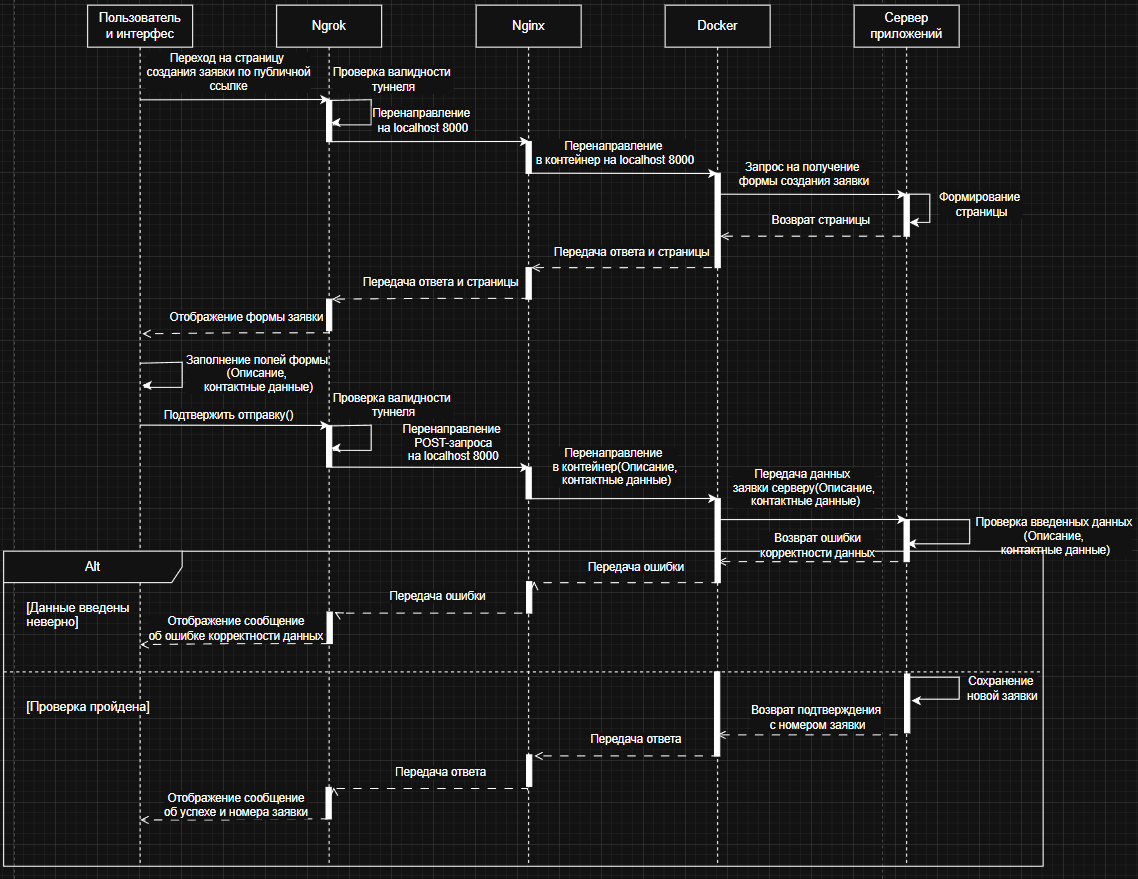 Пользователь
и интерфес
Ngrok
Nginx
Docker
Сервер
приложений
Переход на страницу
создания заявки по публичной
ссылке
Проверка валидности
туннеля
Перенаправление
на localhost 8000
Перенаправление
в контейнер на localhost 8000
Запрос на получение
формы создания заявки
Формирование
страницы
Возврат страницы
Передача ответа и страницы
Передача ответа и страницы
Отображение формы заявки
Заполнение полей формы
(Описание,
контактные данные)
Подтвердить отправку()
Проверка валидности
туннеля
Перенаправление
POST-запроса
на localhost 8000
Перенаправление
в контейнер(Описание,
контактные данные)
Передача данных
заявки серверу(Описание,
контактные данные)
Проверка введенных данных
(Описание,
контактные данные)
Возврат ошибки
корректности данных
Alt
Передача ошибки
Передача ошибки
[Данные введены
неверно]
Отображение сообщение
об ошибке корректности данных
Сохранение
новой заявки
[Проверка пройдена]
Возврат подтверждения
с номером заявки
Передача ответа
Передача ответа
Отображение сообщение
об успехе и номера заявки